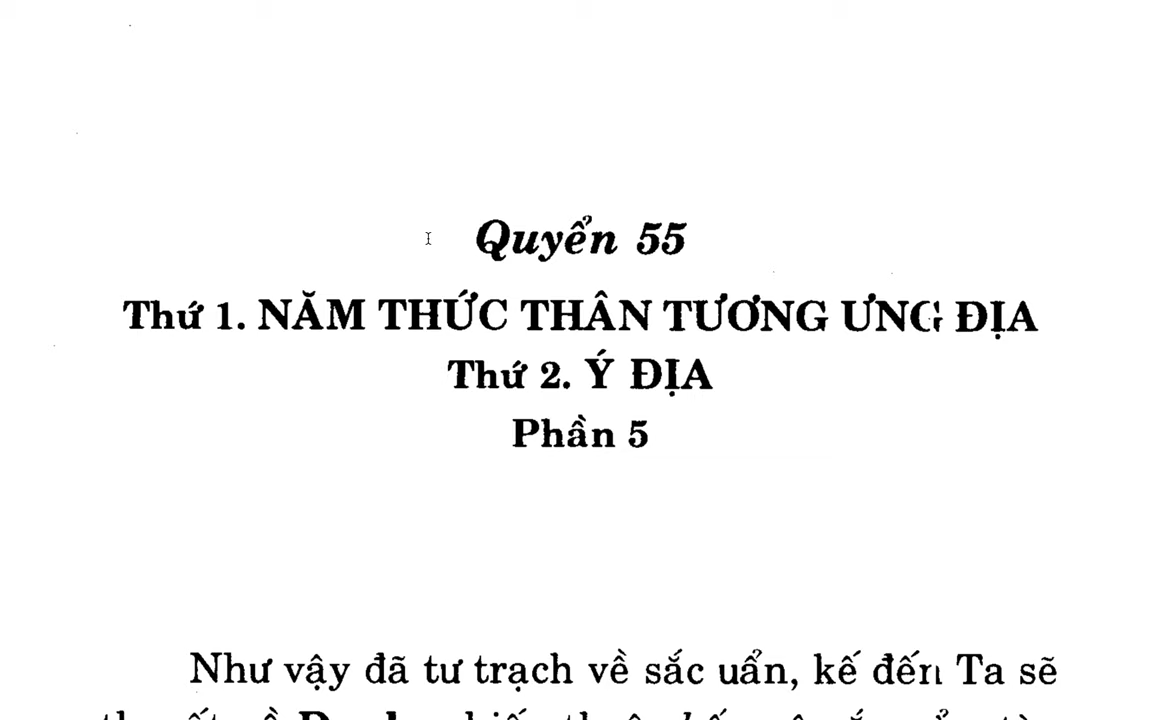 Quyển 55
Thứ 1. NĂM THỨC THÂN TƯƠNG ƯNG ĐỊA
Thứ 2. Ý ĐỊA
Phần 5
Như vậy đã tư trạch về sắc uẩn, kế đến Ta sẽ